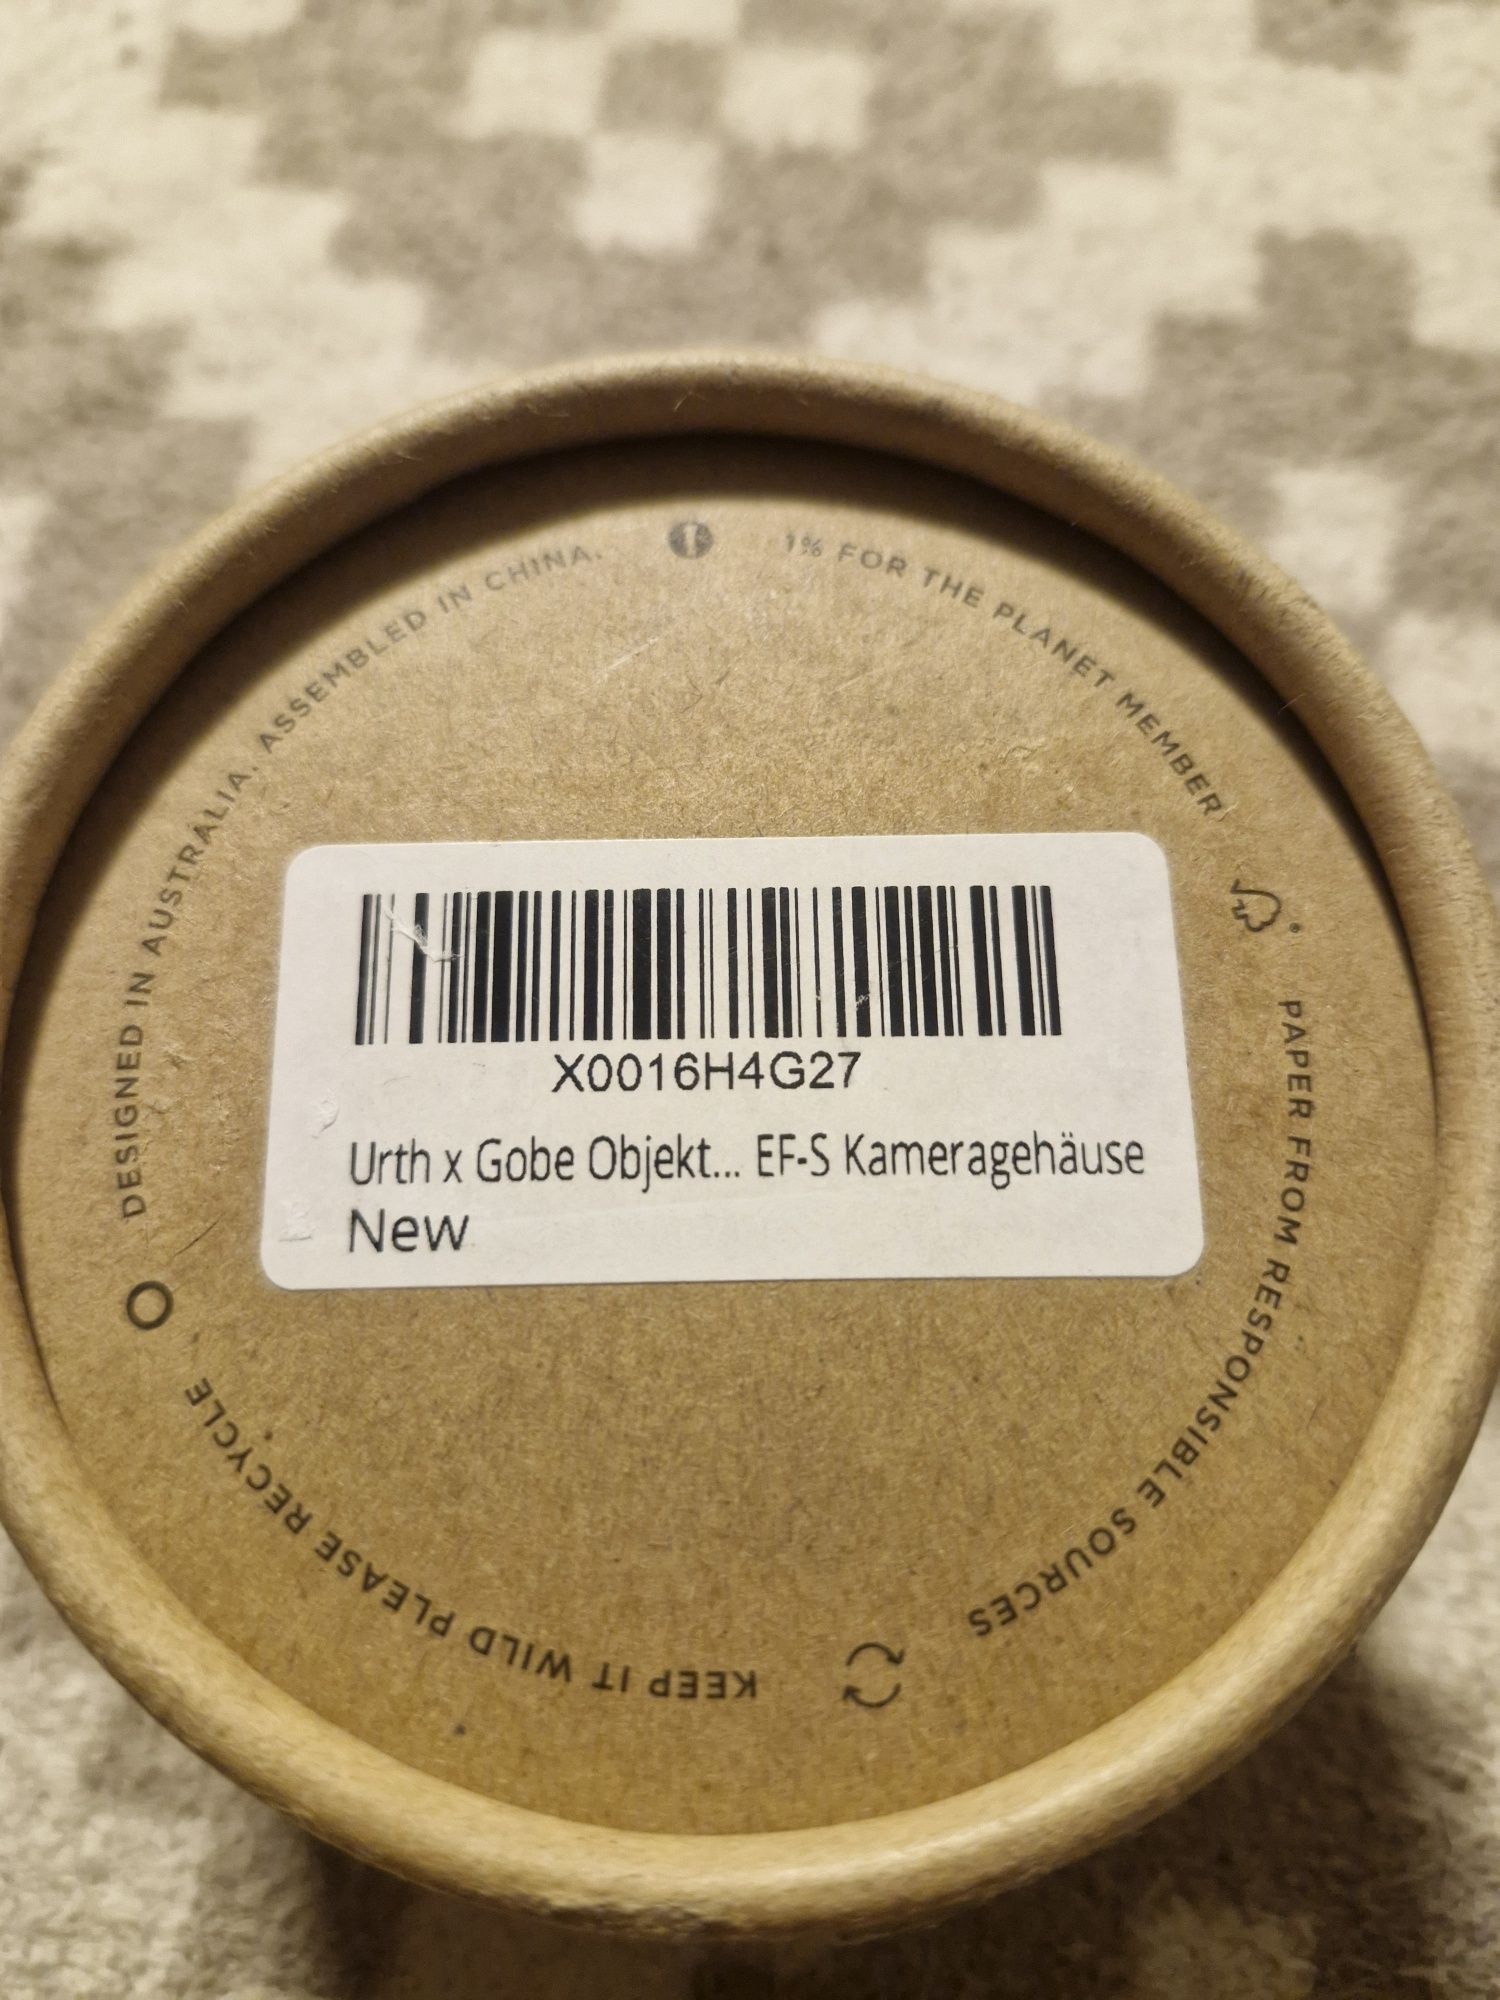 DESIGNED IN AUSTRALIA. ASSEMBLED IN CHINA.
1% FOR THE PLANET MEMBER
PAPER FROM RESPONSIBLE SOURCES
KEEP IT WILD PLEASE RECYCLE
X0016H4G27
Urth x Gobe Objekt... EF-S Kameragehäuse
New